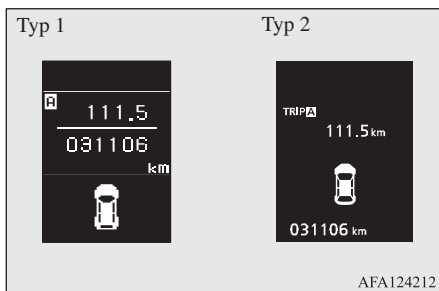 Typ 1
A
111.5
031106
km
Typ 2
TRIP A
111.5 km
031106 km
AFA124212